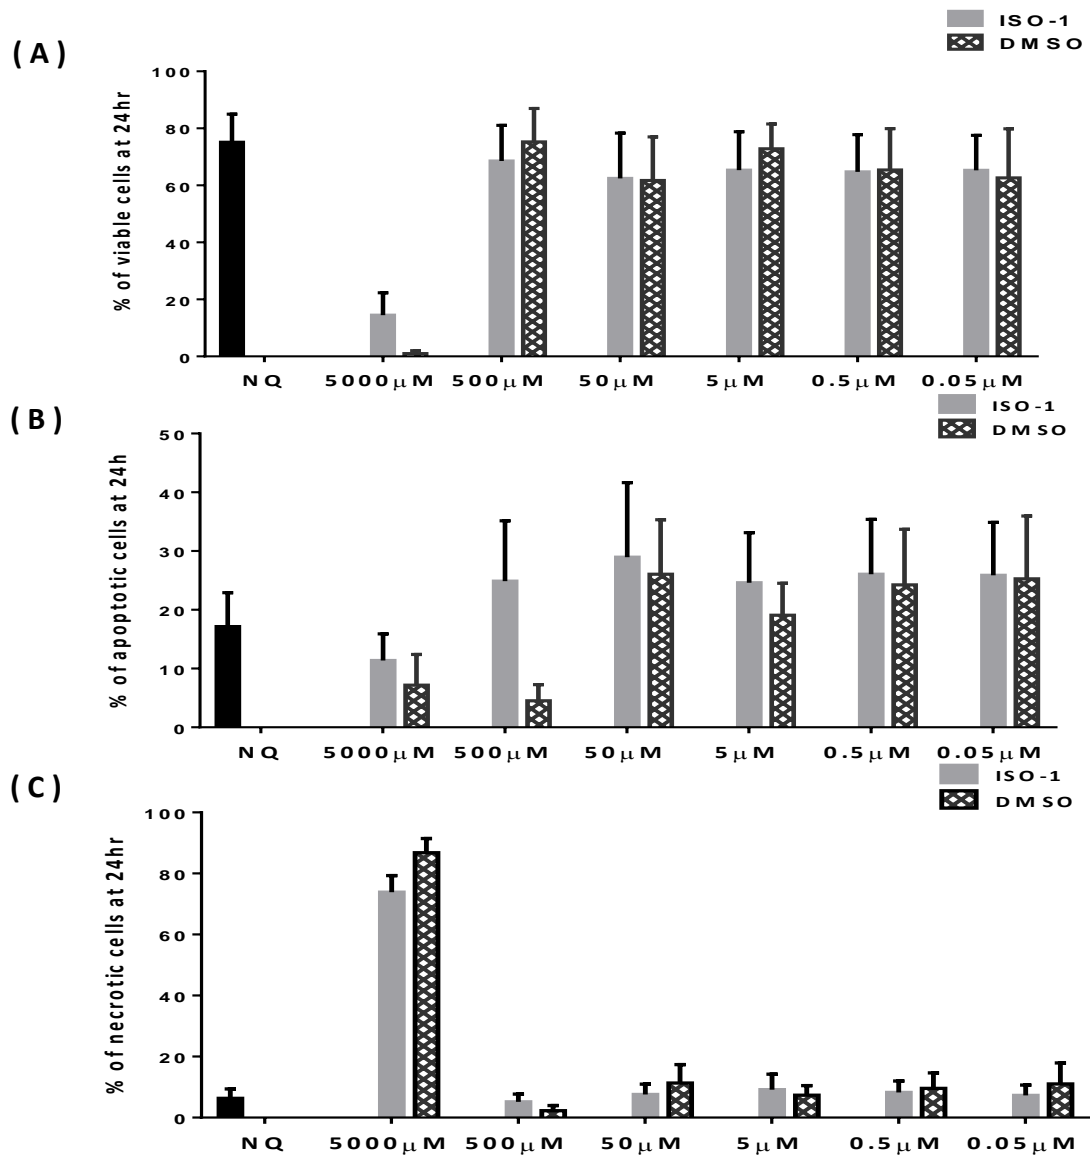 ISO-1
DMSO
(A)
% of viable cells at 24hr
100
80
60
40
20
0
NQ 5000μM 500μM 50μM 5μM 0.5μM 0.05μM
(B)
ISO-1
DMSO
% of apoptotic cells at 24h
50
40
30
20
10
0
NQ 5000μM 500μM 50μM 5μM 0.5μM 0.05μM
(C)
ISO-1
DMSO
% of necrotic cells at 24hr
100
80
60
40
20
0
NQ 5000μM 500μM 50μM 5μM 0.5μM 0.05μM